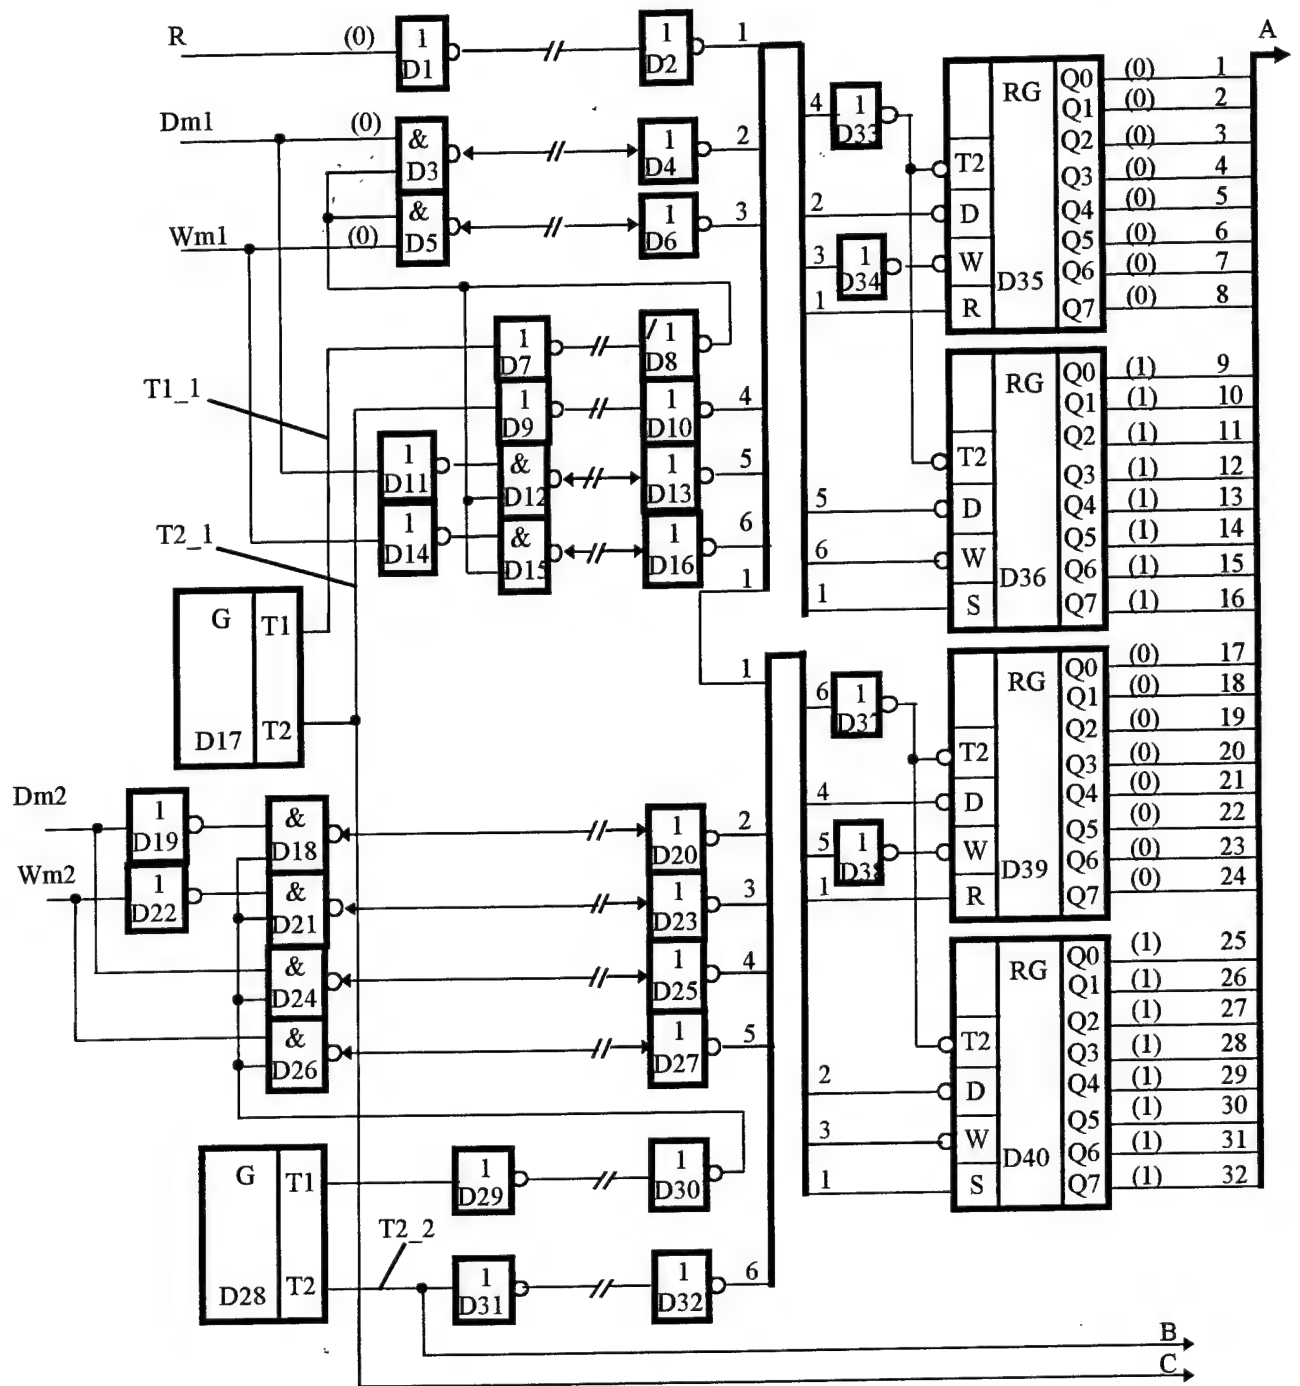 R (0) 1 D1 1 D2 1 A
Dm1 (0) & D3 1 D4 2
Wm1 (0) & D5 1 D6 3
1 D7 1 D8
T1_1
1 D9 1 D10 4
1 D11 & D12 1 D13 5
T2_1
1 D14 & D15 1 D16 6
1
G T1
T2
D17
4 1 D33
2
3 1 D34
1
RG
T2
D
W
R
D35
Q0 (0) 1
Q1 (0) 2
Q2 (0) 3
Q3 (0) 4
Q4 (0) 5
Q5 (0) 6
Q6 (0) 7
Q7 (0) 8
5
6
1
RG
T2
D
W
S
D36
Q0 (1) 9
Q1 (1) 10
Q2 (1) 11
Q3 (1) 12
Q4 (1) 13
Q5 (1) 14
Q6 (1) 15
Q7 (1) 16
1
Dm2 1 D19 & D18 1 D20 2
Wm2 1 D22 & D21 1 D23 3
& D24 1 D25 4
& D26 1 D27 5
G T1
T2
D28
1 D29 1 D30
T2_2
1 D31 1 D32 6
6 1 D37
4
5 1 D38
1
RG
T2
D
W
R
D39
Q0 (0) 17
Q1 (0) 18
Q2 (0) 19
Q3 (0) 20
Q4 (0) 21
Q5 (0) 22
Q6 (0) 23
Q7 (0) 24
2
3
1
RG
T2
D
W
S
D40
Q0 (1) 25
Q1 (1) 26
Q2 (1) 27
Q3 (1) 28
Q4 (1) 29
Q5 (1) 30
Q6 (1) 31
Q7 (1) 32
B
C